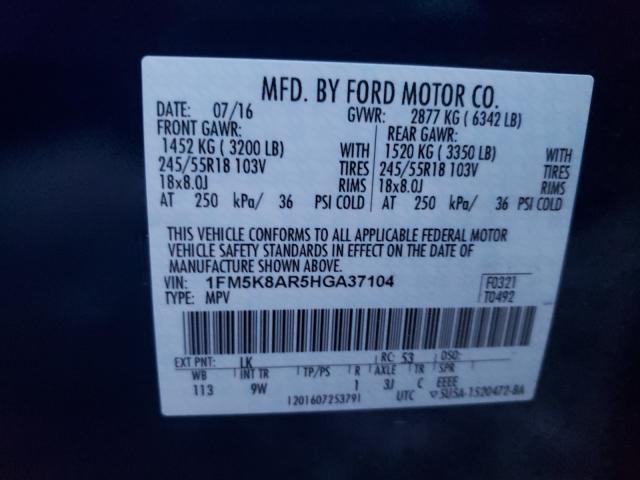 MFD. BY FORD MOTOR CO.
DATE: 07/16 GVWR: 2877 KG ( 6342 LB)
FRONT GAWR: REAR GAWR:
1452 KG ( 3200 LB) WITH 1520 KG ( 3350 LB) WITH
245/55R18 103V TIRES 245/55R18 103V TIRES
18x8.0J RIMS 18x8.0J RIMS
AT 250 kPa/ 36 PSI COLD AT 250 kPa/ 36 PSI COLD
THIS VEHICLE CONFORMS TO ALL APPLICABLE FEDERAL MOTOR
VEHICLE SAFETY STANDARDS IN EFFECT ON THE DATE OF
MANUFACTURE SHOWN ABOVE.
VIN: 1FM5K8AR5HGA37104 F0321
TYPE: MPV T0492
EXT PNT: LK RC: 53 DSO:
WB INT TR TP/PS R AXLE TR SPR
113 9W 1 3J C EEEE
1201607253791 UTC ▽SUSA-1520472-BA